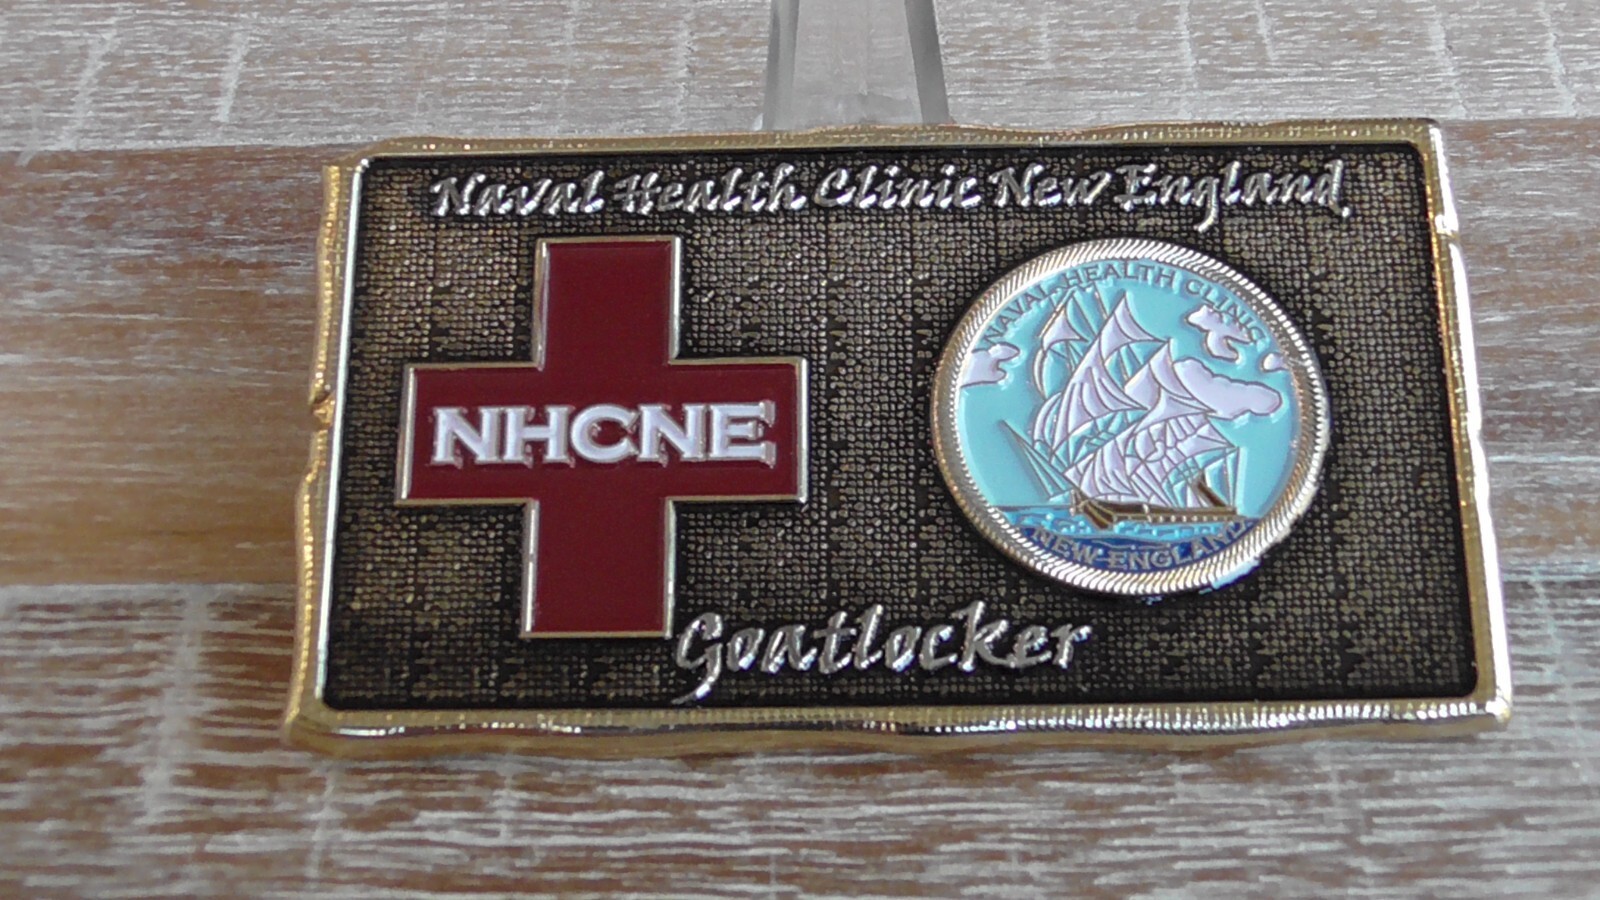 Naval Health Clinic New England
NHCNE
NAVAL HEALTH CLINIC
NEW ENGLAND
Goatlocker